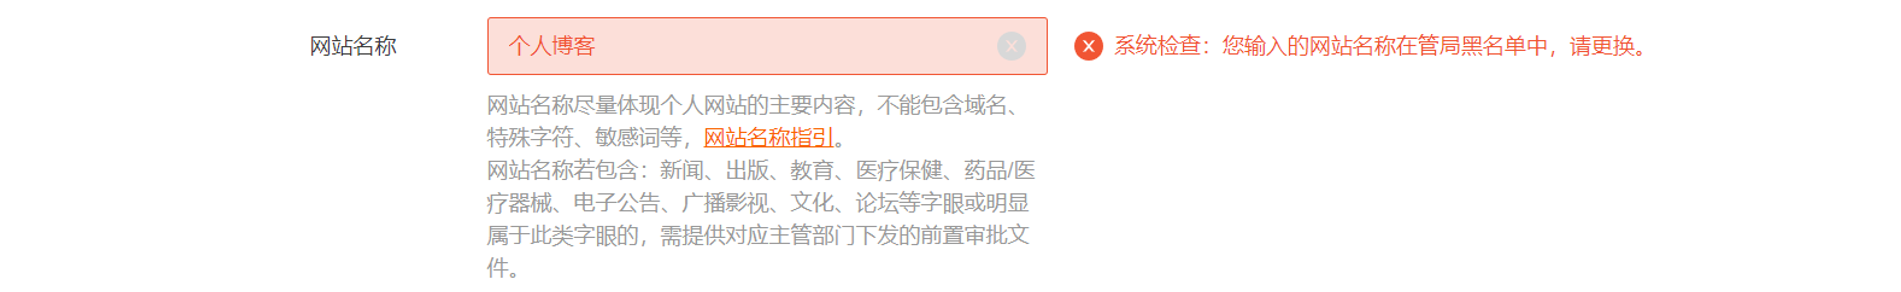 网站名称
个人博客
系统检查：您输入的网站名称在管局黑名单中，请更换。
网站名称尽量体现个人网站的主要内容，不能包含域名、
特殊字符、敏感词等，网站名称指引。
网站名称若包含：新闻、出版、教育、医疗保健、药品/医
疗器械、电子公告、广播影视、文化、论坛等字眼或明显
属于此类字眼的，需提供对应主管部门下发的前置审批文
件。